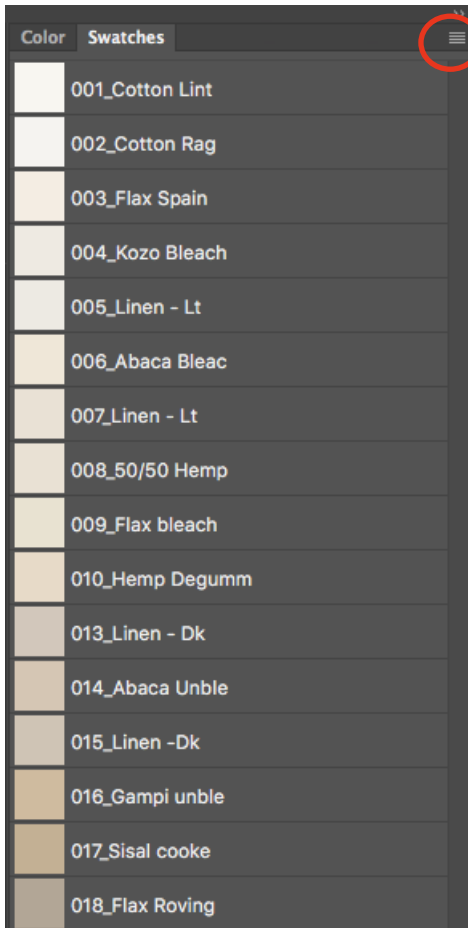 Color Swatches
001_Cotton Lint
002_Cotton Rag
003_Flax Spain
004_Kozo Bleach
005_Linen - Lt
006_Abaca Bleac
007_Linen - Lt
008_50/50 Hemp
009_Flax bleach
010_Hemp Degumm
013_Linen - Dk
014_Abaca Unble
015_Linen -Dk
016_Gampi unble
017_Sisal cooke
018_Flax Roving